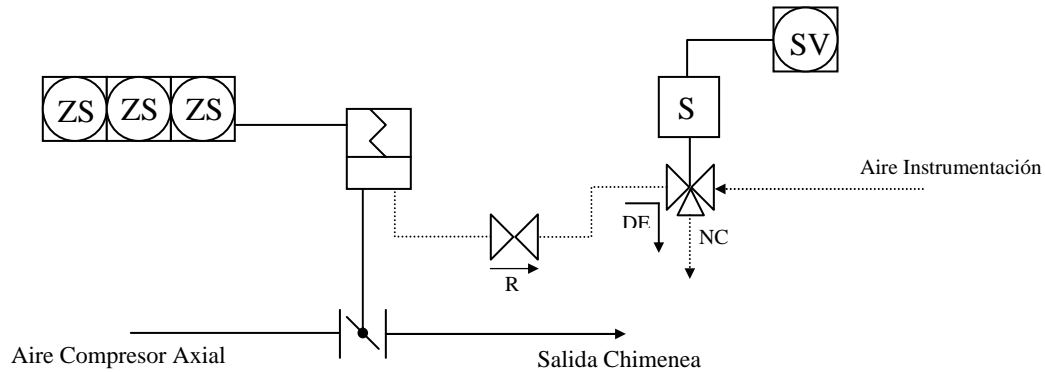 SV
ZS ZS ZS
S
Aire Instrumentación
DE
NC
R
Aire Compresor Axial
Salida Chimenea